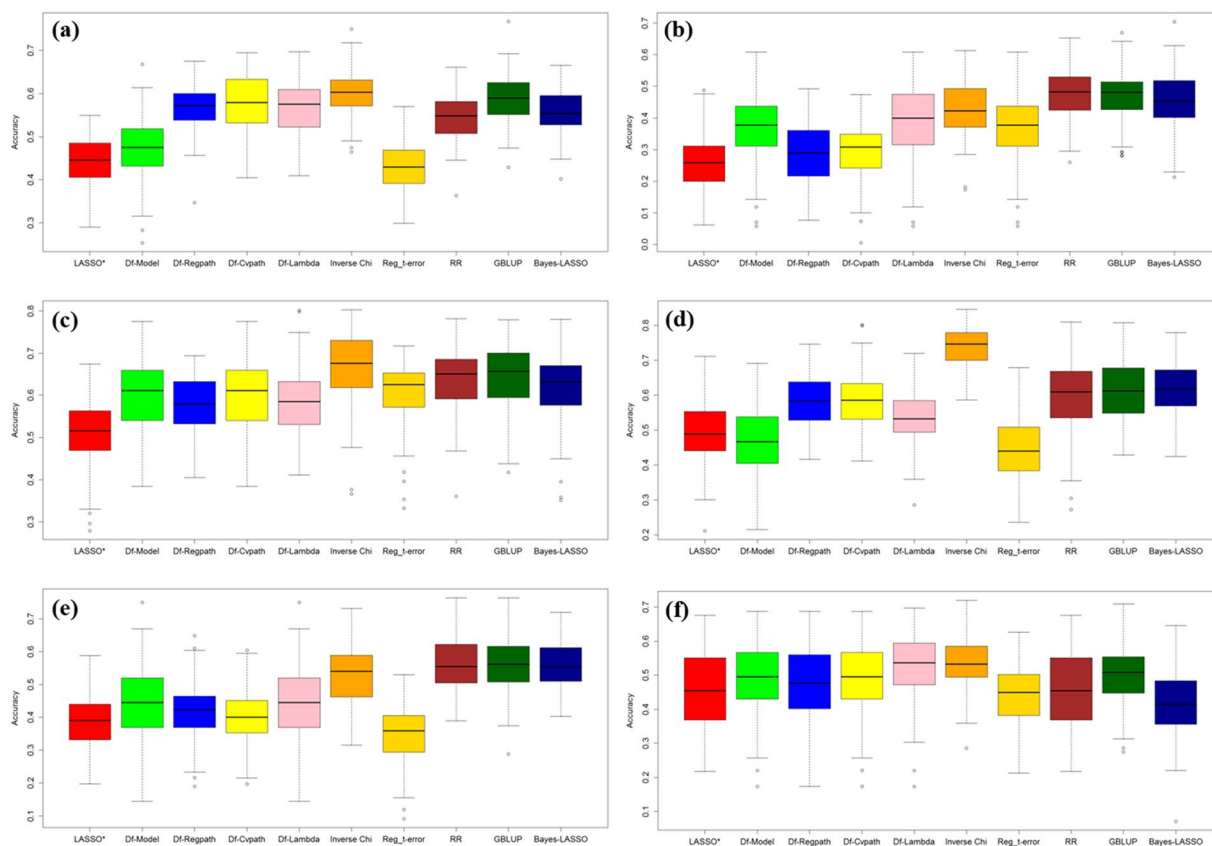 (a)
Accuracy
0.7
0.6
0.5
0.4
0.3
LASSO* Df-Model Df-Regpath Df-Cvpath Df-Lambda Inverse Chi Reg_t-error RR GBLUP Bayes-LASSO
(b)
Accuracy
0.7
0.6
0.5
0.4
0.3
0.2
0.1
0.0
LASSO* Df-Model Df-Regpath Df-Cvpath Df-Lambda Inverse Chi Reg_t-error RR GBLUP Bayes-LASSO
(c)
Accuracy
0.8
0.7
0.6
0.5
0.4
0.3
LASSO* Df-Model Df-Regpath Df-Cvpath Df-Lambda Inverse Chi Reg_t-error RR GBLUP Bayes-LASSO
(d)
Accuracy
0.8
0.7
0.6
0.5
0.4
0.3
0.2
LASSO* Df-Model Df-Regpath Df-Cvpath Df-Lambda Inverse Chi Reg_t-error RR GBLUP Bayes-LASSO
(e)
Accuracy
0.7
0.6
0.5
0.4
0.3
0.2
0.1
LASSO* Df-Model Df-Regpath Df-Cvpath Df-Lambda Inverse Chi Reg_t-error RR GBLUP Bayes-LASSO
(f)
Accuracy
0.7
0.6
0.5
0.4
0.3
0.2
0.1
LASSO* Df-Model Df-Regpath Df-Cvpath Df-Lambda Inverse Chi Reg_t-error RR GBLUP Bayes-LASSO